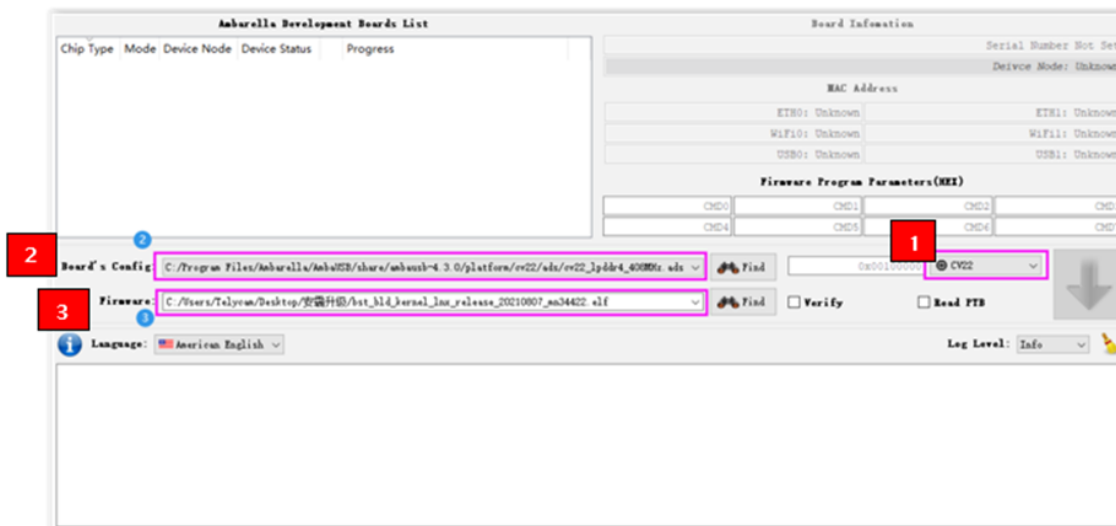 Ambarella Development Boards List
Chip Type Mode Device Node Device Status Progress
Board Infomation
Serial Number Not Set
Deivce Node: Unknown
MAC Address
ETH0: Unknown ETH1: Unknown
WiFi0: Unknown WiFi1: Unknown
USB0: Unknown USB1: Unknown
Firmware Program Parameters(HEX)
CMD0 CMD1 CMD2 CMD
CMD4 CMD5 CMD6 CMD
1
2
2 Board's Config: C:/Program Files/Ambarella/AmbaUSB/share/ambausb-4.3.0/platform/cv22/ads/cv22_lpddr4_408MHz.ads Find 0x00100000 CV22
3 Firmware: C:/Users/Telycam/Desktop/安霸升级/bst_bld_kernel_lnx_release_20210807_mn34422.elf Find Verify Read PTB
3
Language: American English Log Level: Info